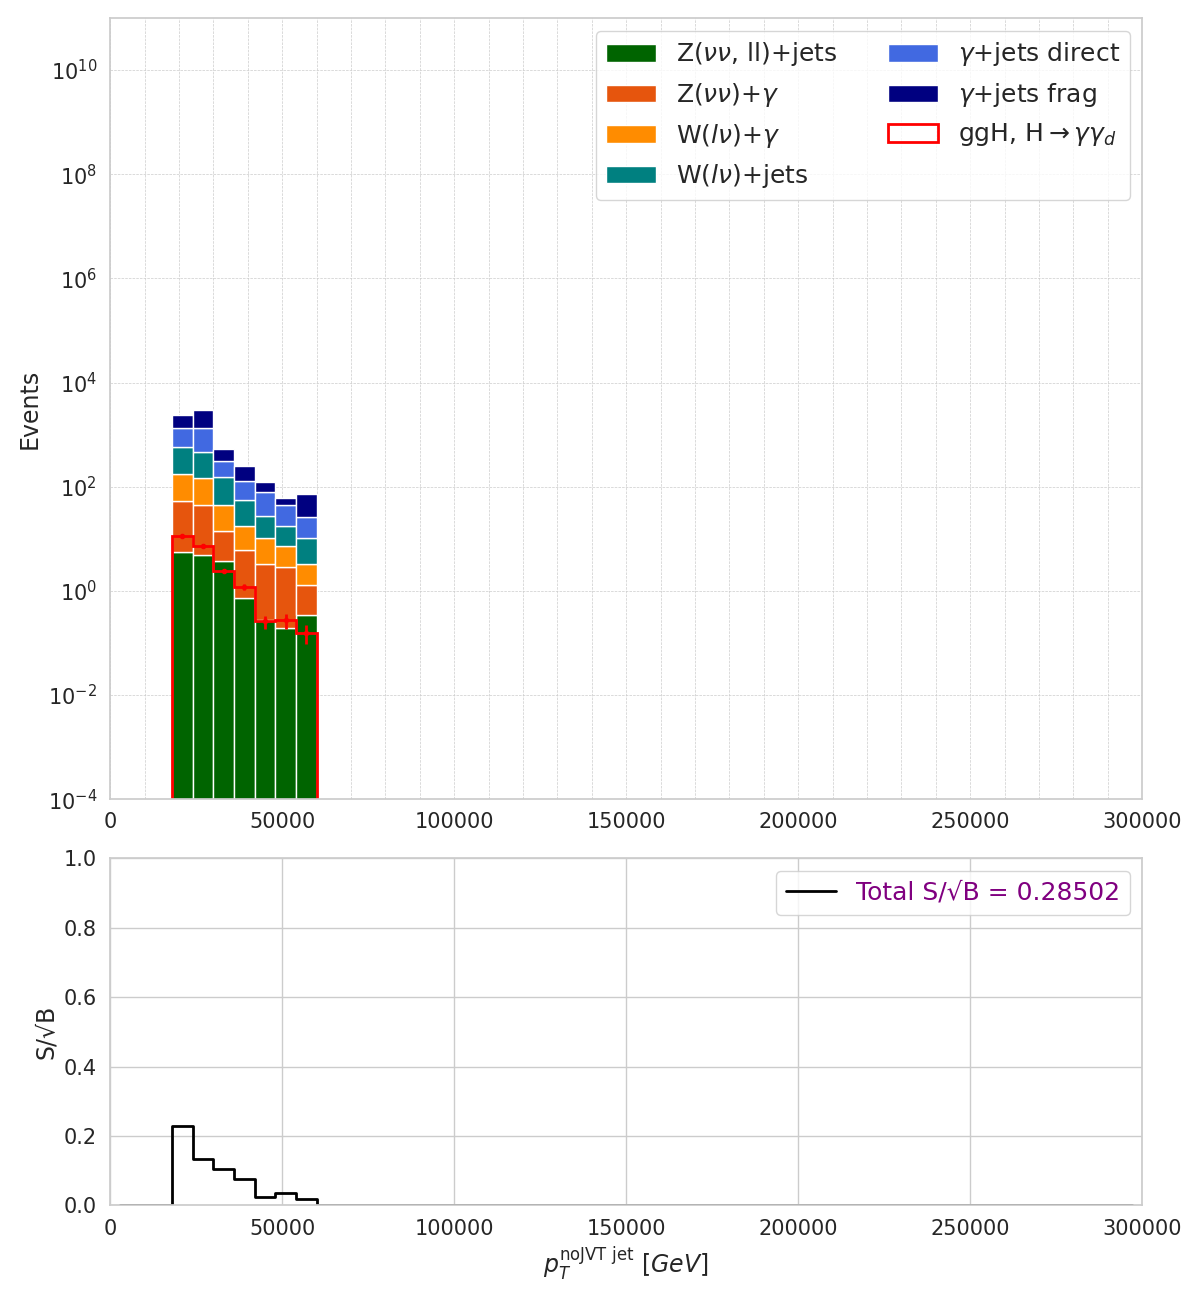 Z(νν, ll)+jets
Z(νν)+γ
W(lν)+γ
W(lν)+jets
γ+jets direct
γ+jets frag
ggH, H→γγ_d
10^10
10^8
10^6
10^4
10^2
10^0
10^−2
10^−4
Events
0 50000 100000 150000 200000 250000 300000
Total S/√B = 0.28502
1.0
0.8
0.6
0.4
0.2
0.0
S/√B
0 50000 100000 150000 200000 250000 300000
p_T^noJVT jet [GeV]